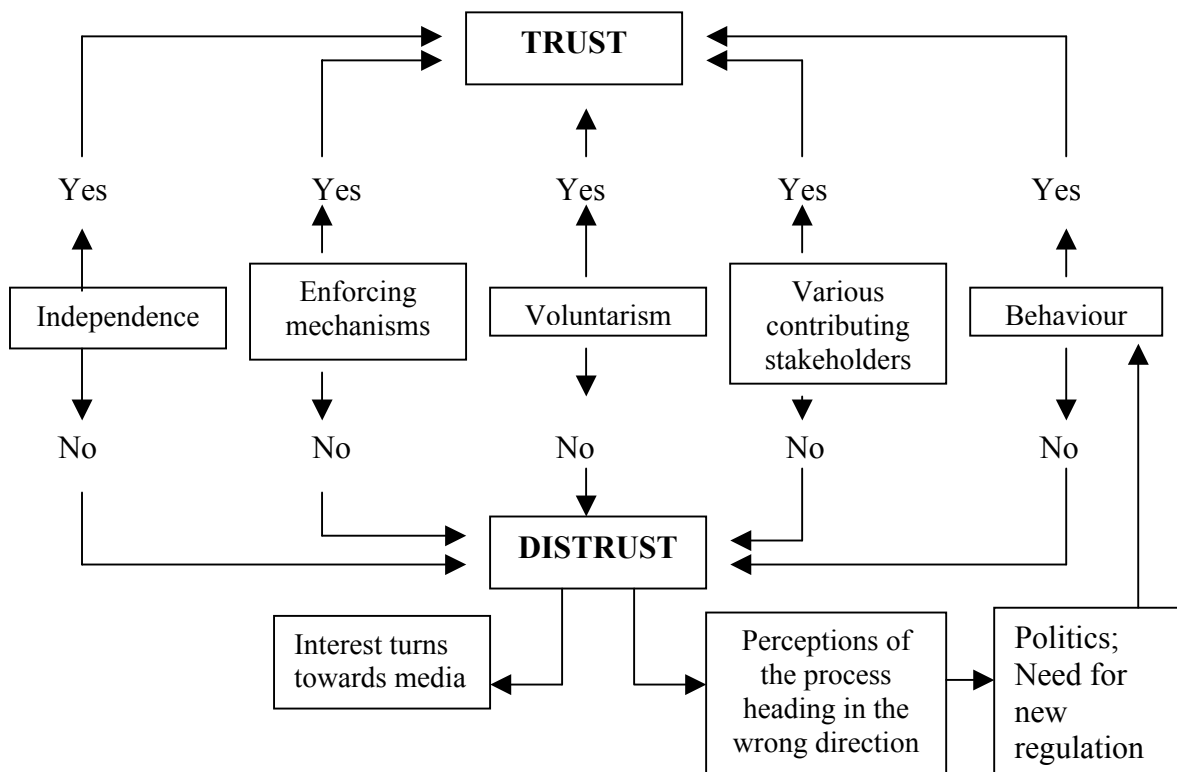 TRUST
Yes
Yes
Yes
Yes
Yes
Independence
Enforcing
mechanisms
Voluntarism
Various
contributing
stakeholders
Behaviour
No
No
No
No
No
DISTRUST
Interest turns
towards media
Perceptions of
the process
heading in the
wrong direction
Politics;
Need for
new
regulation